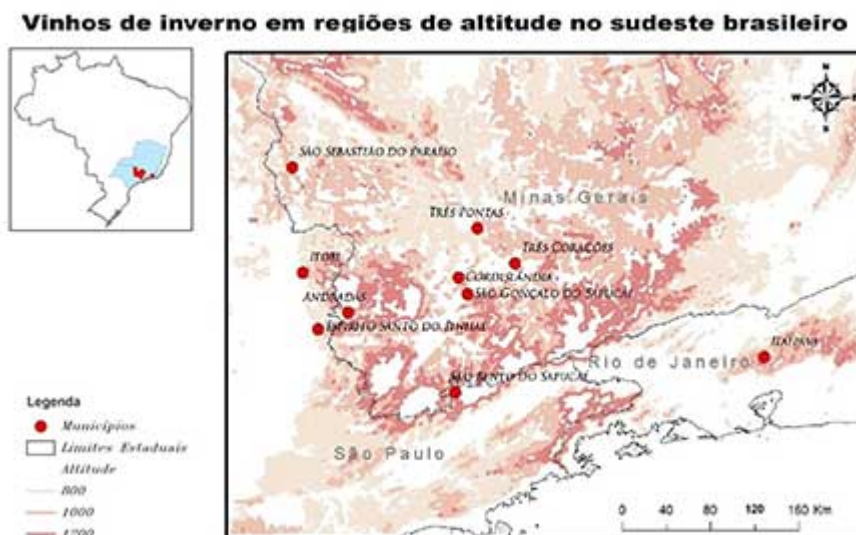 Vinhos de inverno em regiões de altitude no sudeste brasileiro
N
W
E
S
São Sebastião do Paraíso
Minas Gerais
Três Pontas
Três Corações
Itobi
Cordislândia
São Gonçalo do Sapucaí
Andradas
Espírito Santo do Pinhal
Itaipava
Rio de Janeiro
São Bento do Sapucaí
São Paulo
Legenda
Municípios
Limites Estaduais
Altitude
800
1000
1200
0 40 80 120 160 Km